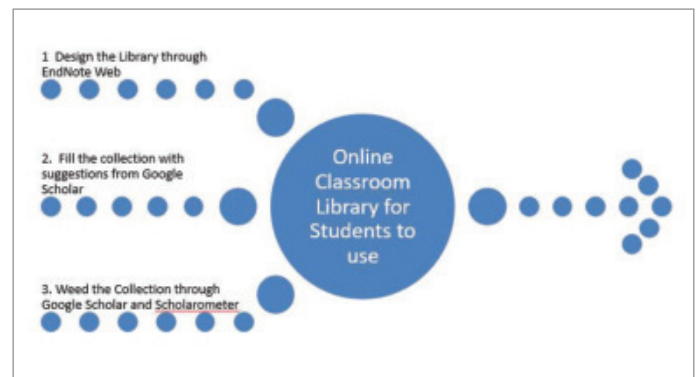 1 Design the Library through
EndNote Web
2. Fill the collection with
suggestions from Google
Scholar
3. Weed the Collection through
Google Scholar and Scholarometer
Online
Classroom
Library for
Students to
use